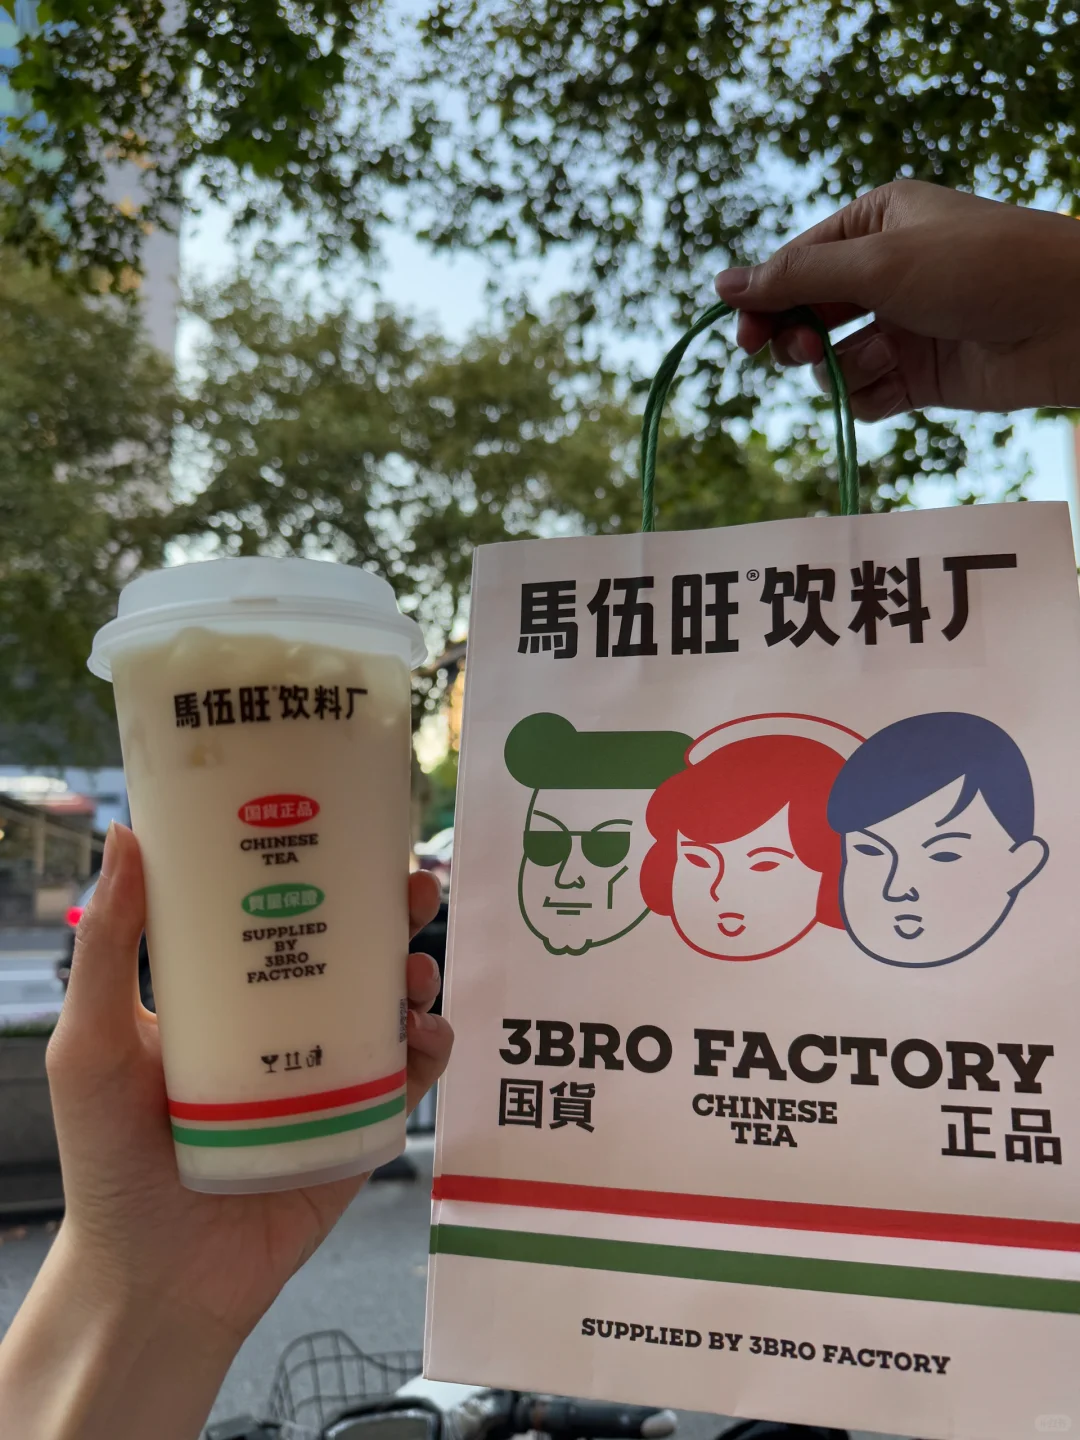 馬伍旺®饮料厂
国貨正品
CHINESE
TEA
質量保證
SUPPLIED
BY
3BRO
FACTORY
馬伍旺®饮料厂
3BRO FACTORY
国貨
CHINESE
TEA
正品
SUPPLIED BY 3BRO FACTORY